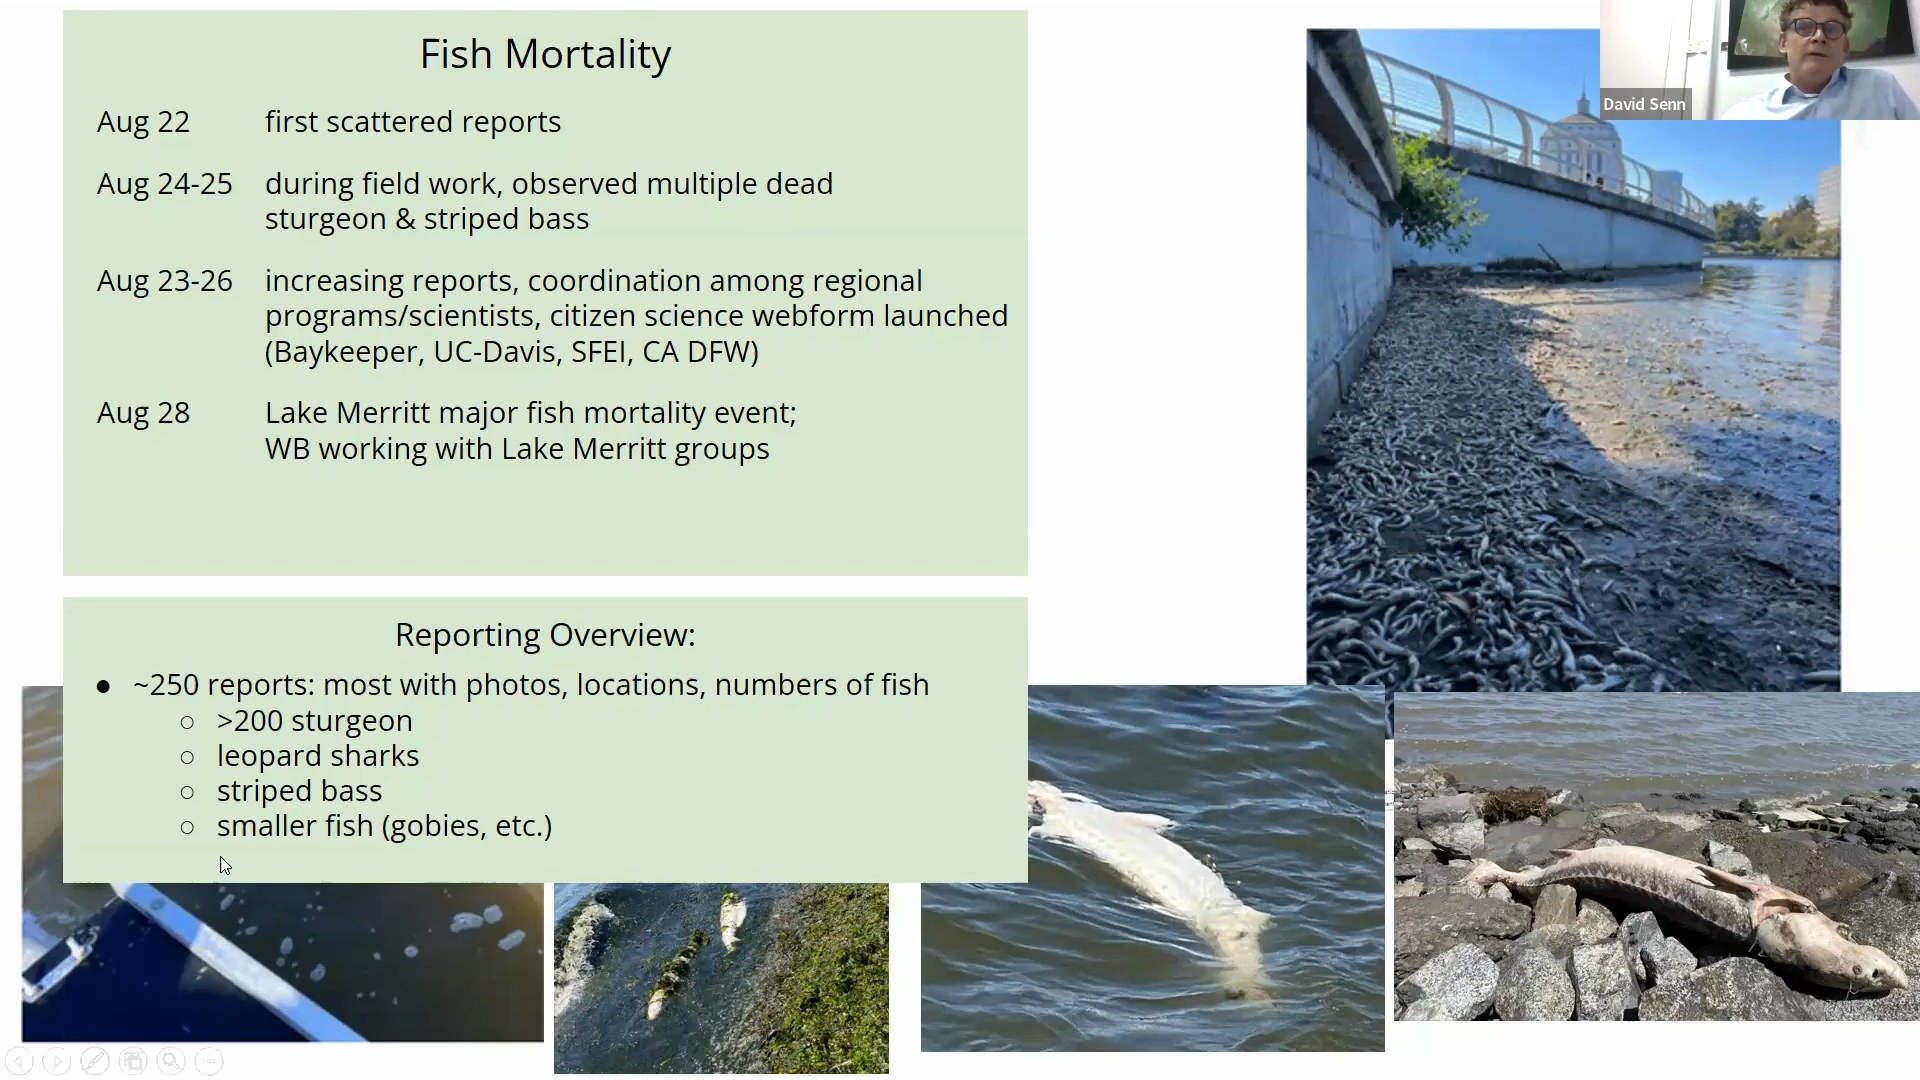 Fish Mortality
Aug 22 first scattered reports
Aug 24-25 during field work, observed multiple dead
sturgeon & striped bass
Aug 23-26 increasing reports, coordination among regional
programs/scientists, citizen science webform launched
(Baykeeper, UC-Davis, SFEI, CA DFW)
Aug 28 Lake Merritt major fish mortality event;
WB working with Lake Merritt groups
Reporting Overview:
● ~250 reports: most with photos, locations, numbers of fish
○ >200 sturgeon
○ leopard sharks
○ striped bass
○ smaller fish (gobies, etc.)
David Senn